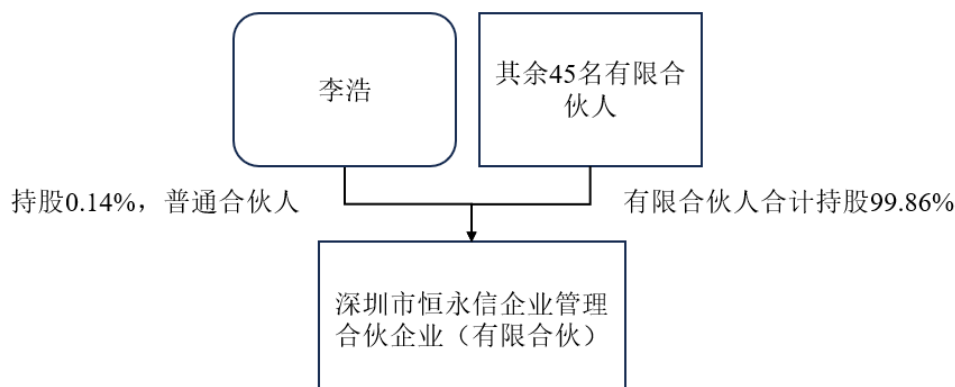 李浩
其余45名有限合
伙人
持股0.14%，普通合伙人
有限合伙人合计持股99.86%
深圳市恒永信企业管理
合伙企业（有限合伙）